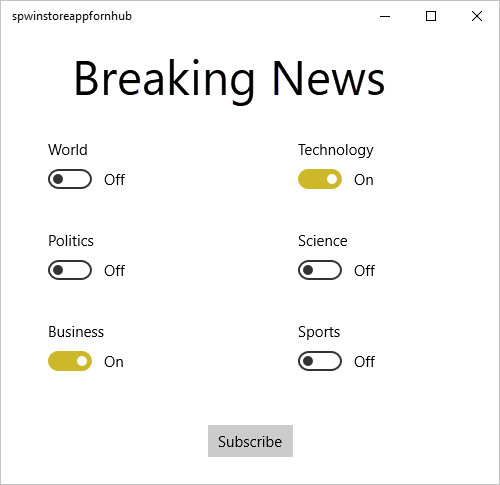 spwinstoreappfornhub
Breaking News
World
Technology
Off
On
Politics
Science
Off
Off
Business
Sports
On
Off
Subscribe